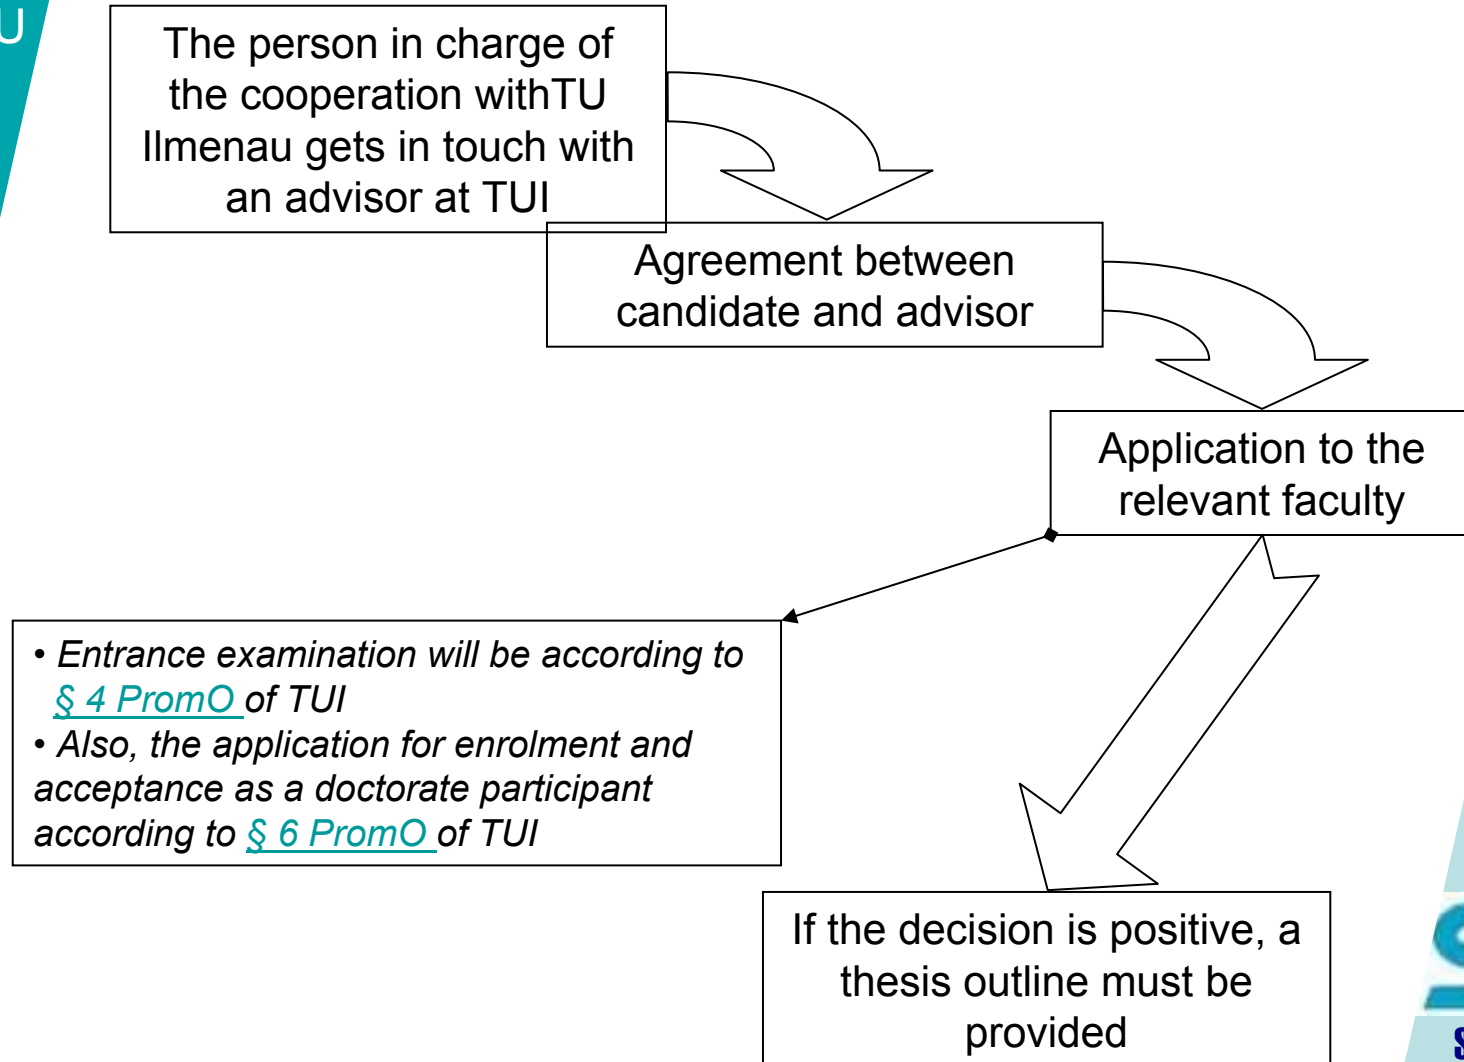 U
The person in charge of
the cooperation withTU
Ilmenau gets in touch with
an advisor at TUI
Agreement between
candidate and advisor
Application to the
relevant faculty
• Entrance examination will be according to
§ 4 PromO of TUI
• Also, the application for enrolment and
acceptance as a doctorate participant
according to § 6 PromO of TUI
If the decision is positive, a
thesis outline must be
provided